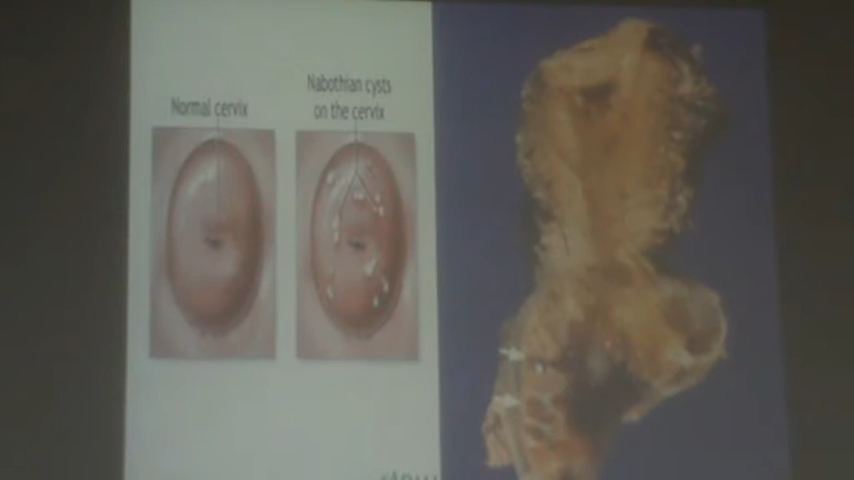 Normal cervix
Nabothian cysts
on the cervix